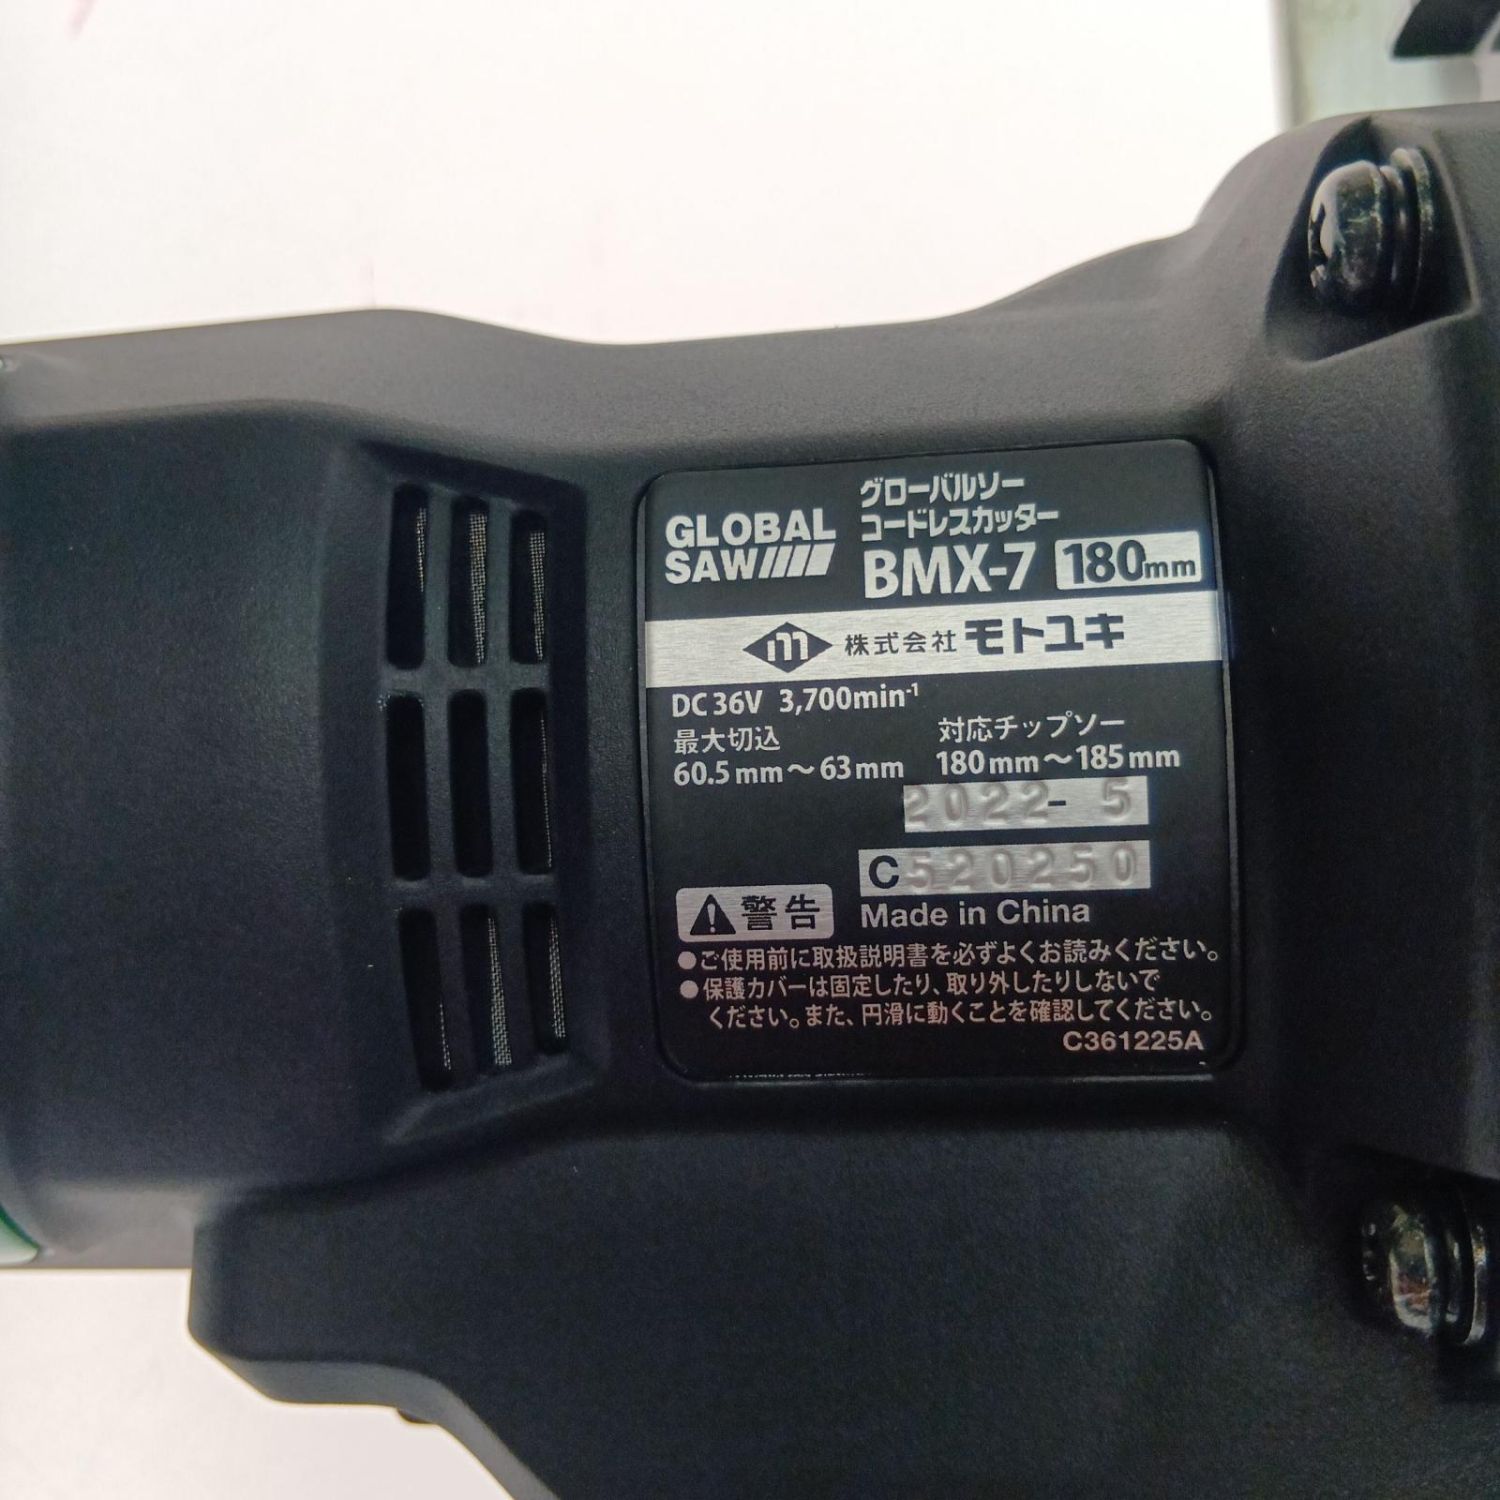 GLOBAL
SAW
グローバルソー
コードレスカッター
BMX-7 180mm
m 株式会社 モトユキ
DC 36V 3,700min-1
最大切込
60.5mm～63mm
対応チップソー
180mm～185mm
2022- 5
C520250
Made in China
警告
●ご使用前に取扱説明書を必ずよくお読みください。
●保護カバーは固定したり、取り外したりしないで
ください。また、円滑に動くことを確認してください。
C361225A